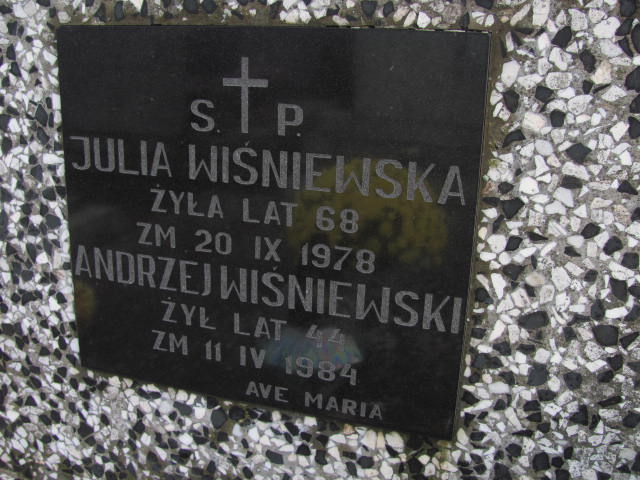 S. P.
JULIA WIŚNIEWSKA
ŻYŁA LAT 68
ZM 20 IX 1978
ANDRZEJ WIŚNIEWSKI
ŻYŁ LAT 44
ZM 11 IV 1984
AVE MARIA